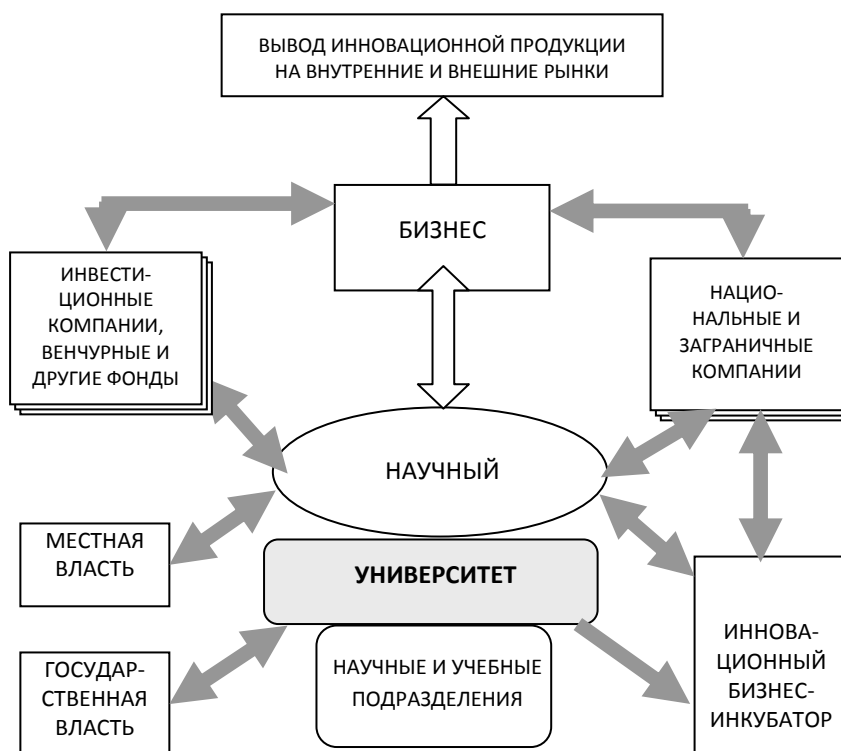 ВЫВОД ИННОВАЦИОННОЙ ПРОДУКЦИИ
НА ВНУТРЕННИЕ И ВНЕШНИЕ РЫНКИ
БИЗНЕС
ИНВЕСТИ-
ЦИОННЫЕ
КОМПАНИИ,
ВЕНЧУРНЫЕ И
ДРУГИЕ ФОНДЫ
НАЦИО-
НАЛЬНЫЕ И
ЗАГРАНИЧНЫЕ
КОМПАНИИ
НАУЧНЫЙ
МЕСТНАЯ
ВЛАСТЬ
УНИВЕРСИТЕТ
ГОСУДАР-
СТВЕННАЯ
ВЛАСТЬ
НАУЧНЫЕ И УЧЕБНЫЕ
ПОДРАЗДЕЛЕНИЯ
ИННОВА-
ЦИОННЫЙ
БИЗНЕС-
ИНКУБАТОР